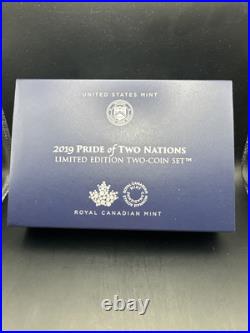 UNITED STATES MINT
2019 PRIDE of TWO NATIONS
LIMITED EDITION TWO-COIN SET™
ROYAL CANADIAN MINT